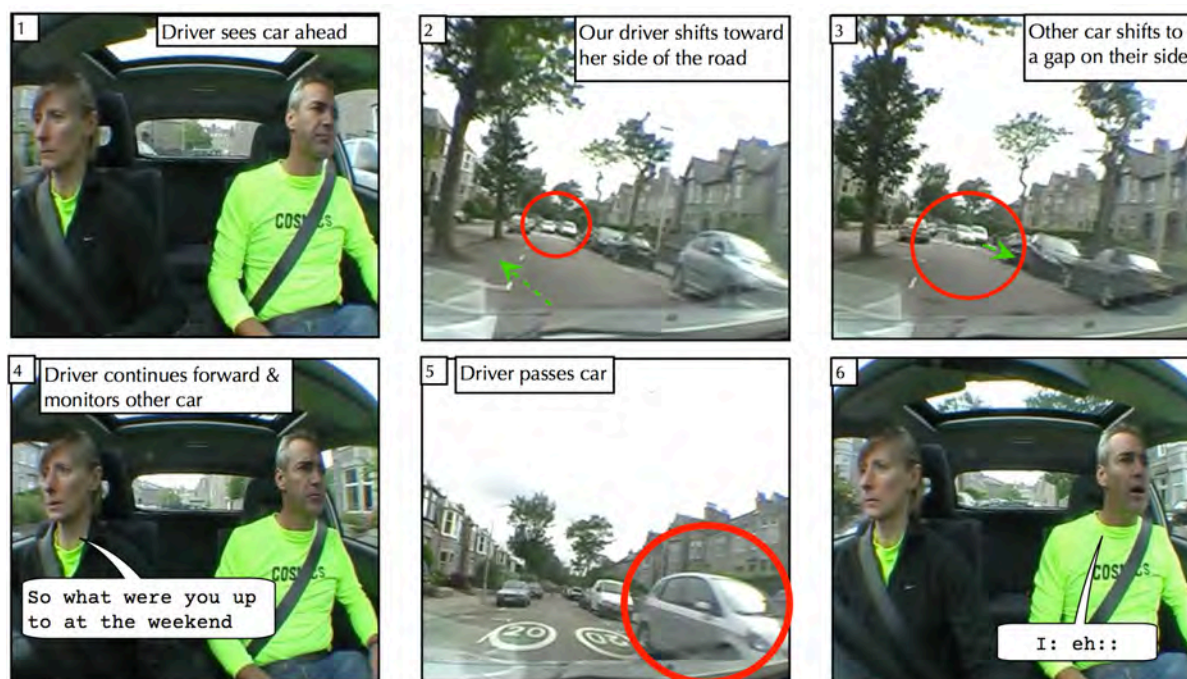 1
Driver sees car ahead
COSMICS
2
Our driver shifts toward
her side of the road
3
Other car shifts to
a gap on their side
4
Driver continues forward &
monitors other car
So what were you up
to at the weekend
5
Driver passes car
20
20
6
I: eh::